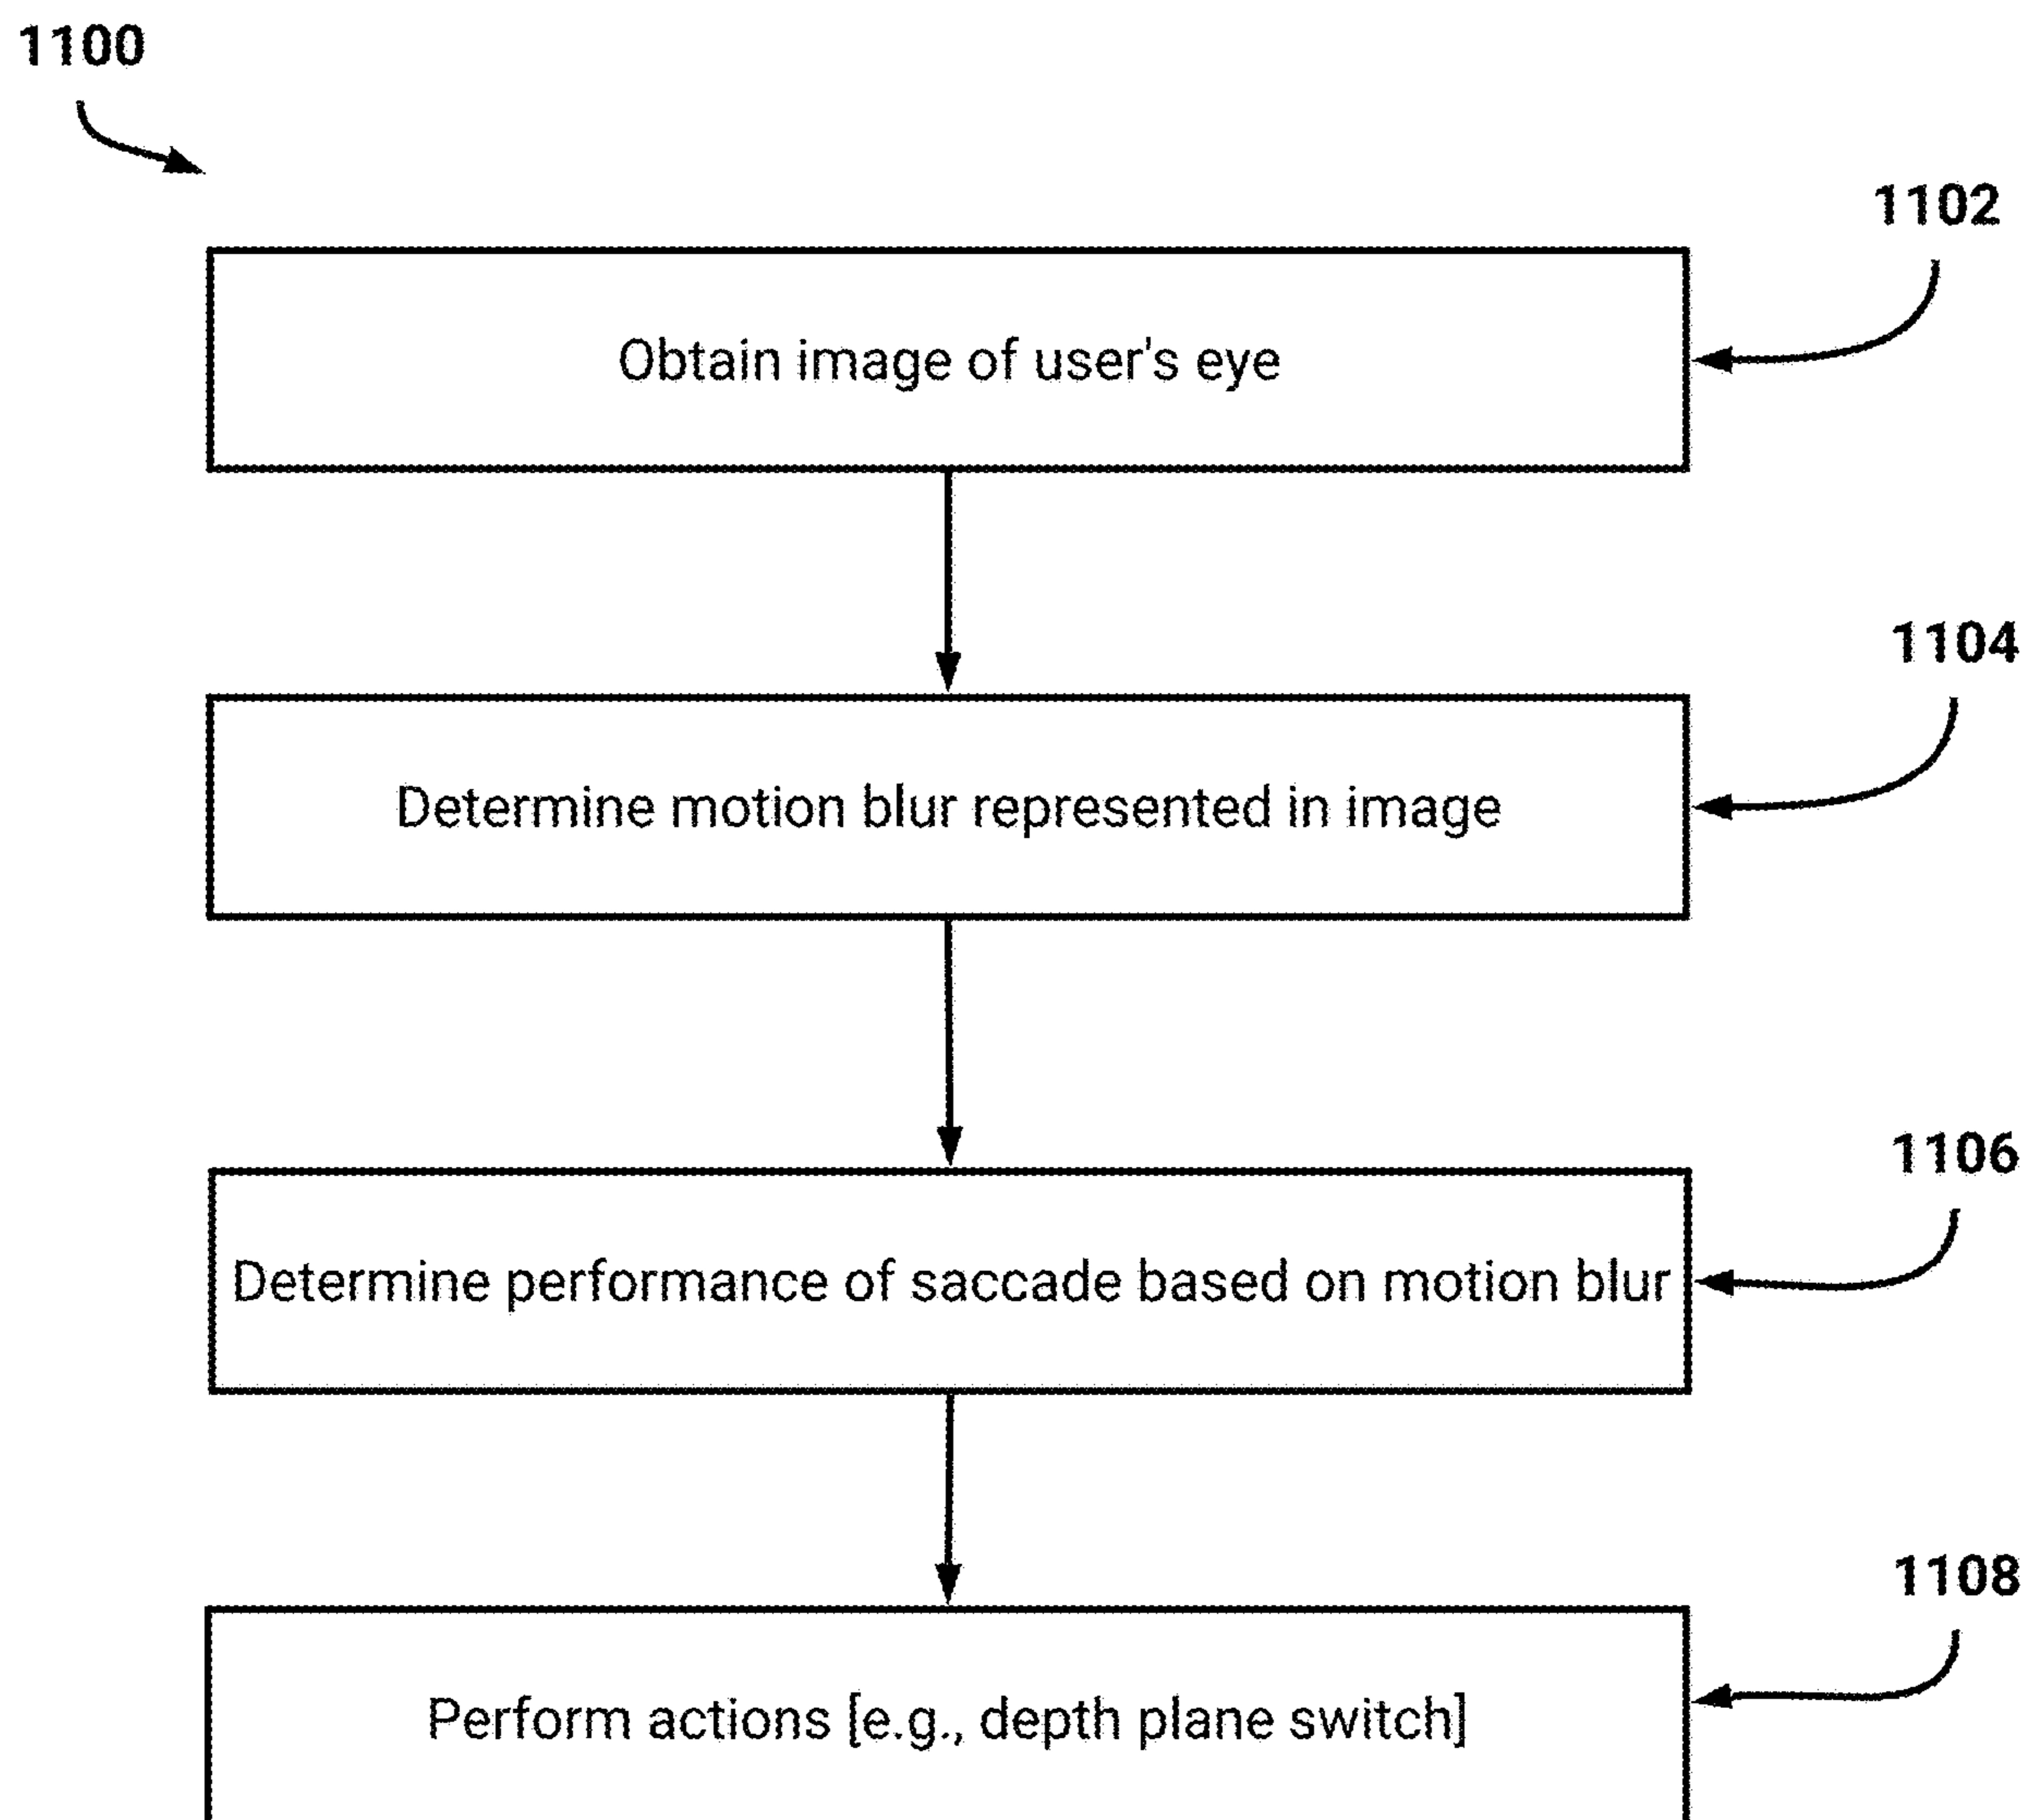 1100
1102
Obtain image of user's eye
1104
Determine motion blur represented in image
1106
Determine performance of saccade based on motion blur
1108
Perform actions [e.g., depth plane switch]